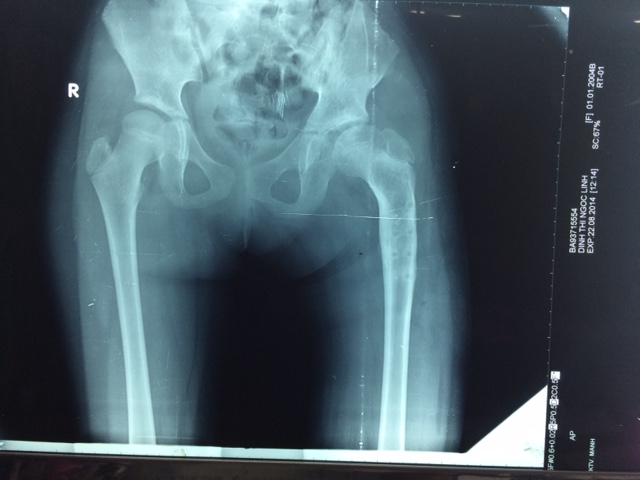 R
[F] 01.01.2004B
RT-01
SC:67%
BA93715554
DINH THI NGOC LINH
EXP:22.08.2014 [12:14]
AP
KTV MANH